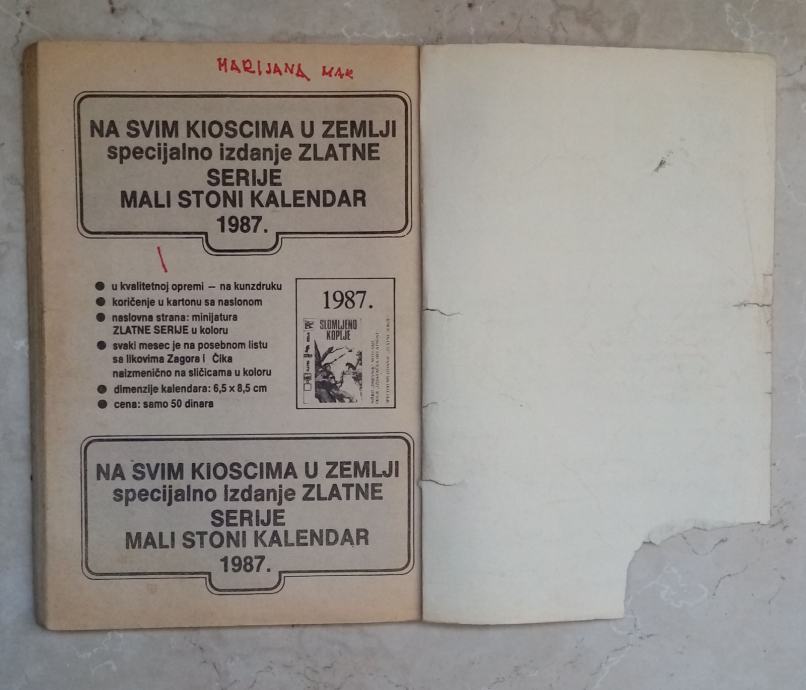 MARIJANA MAK
NA SVIM KIOSCIMA U ZEMLJI
specijalno izdanje ZLATNE
SERIJE
MALI STONI KALENDAR
1987.
● u kvalitetnoj opremi — na kunzdruku
● koričenje u kartonu sa naslonom
● naslovna strana: minijatura
ZLATNE SERIJE u koloru
● svaki mesec je na posebnom listu
sa likovima Zagora i Čika
naizmenično na sličicama u koloru
● dimenzije kalendara: 6,5 × 8,5 cm
● cena: samo 50 dinara
1987.
SLOMLJENO
KOPLJE
NA SVIM KIOSCIMA U ZEMLJI
specijalno izdanje ZLATNE
SERIJE
MALI STONI KALENDAR
1987.